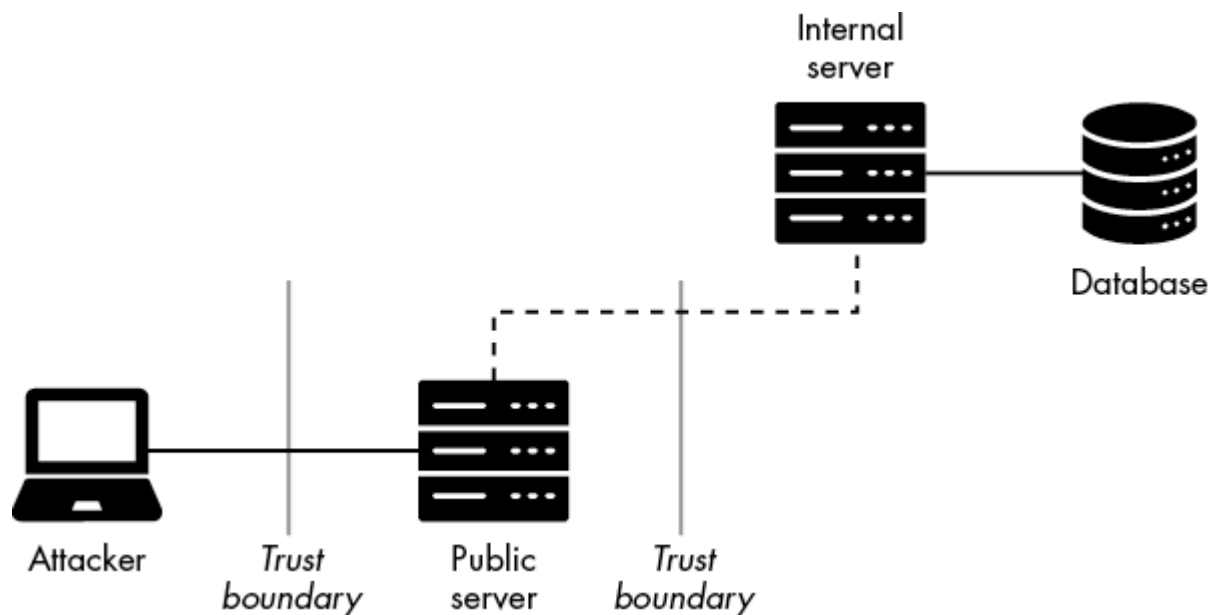 Internal
server
Database
Attacker
Trust
boundary
Public
server
Trust
boundary